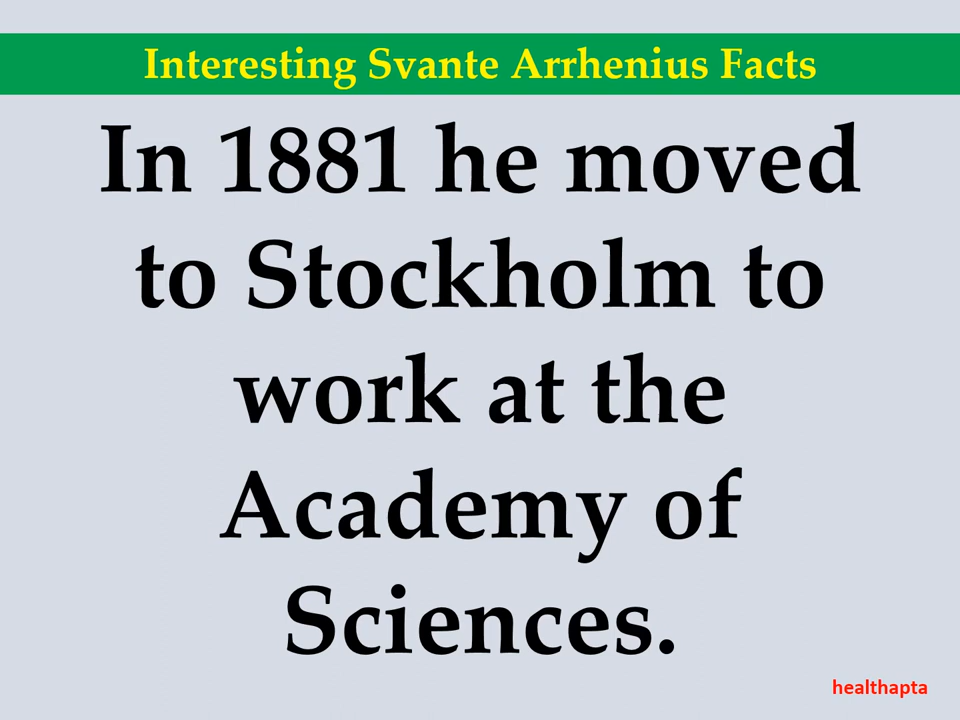 Interesting Svante Arrhenius Facts
In 1881 he moved
to Stockholm to
work at the
Academy of
Sciences.
healthapta